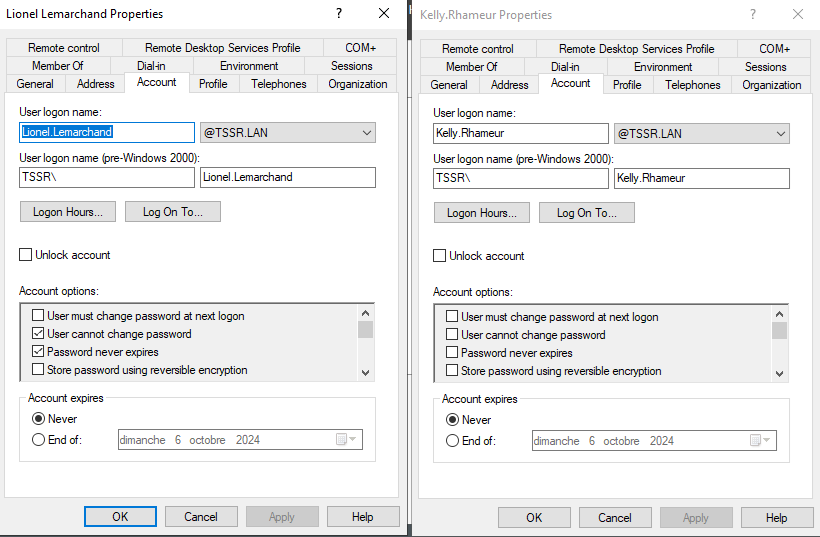 Lionel Lemarchand Properties
Remote control Remote Desktop Services Profile COM+
Member Of Dial-in Environment Sessions
General Address Account Profile Telephones Organization
User logon name:
Lionel.Lemarchand @TSSR.LAN
User logon name (pre-Windows 2000):
TSSR\ Lionel.Lemarchand
Logon Hours... Log On To...
Unlock account
Account options:
User must change password at next logon
User cannot change password
Password never expires
Store password using reversible encryption
Account expires
Never
End of: dimanche 6 octobre 2024
OK Cancel Apply Help
Kelly.Rhameur Properties
Remote control Remote Desktop Services Profile COM+
Member Of Dial-in Environment Sessions
General Address Account Profile Telephones Organization
User logon name:
Kelly.Rhameur @TSSR.LAN
User logon name (pre-Windows 2000):
TSSR\ Kelly.Rhameur
Logon Hours... Log On To...
Unlock account
Account options:
User must change password at next logon
User cannot change password
Password never expires
Store password using reversible encryption
Account expires
Never
End of: dimanche 6 octobre 2024
OK Cancel Apply Help